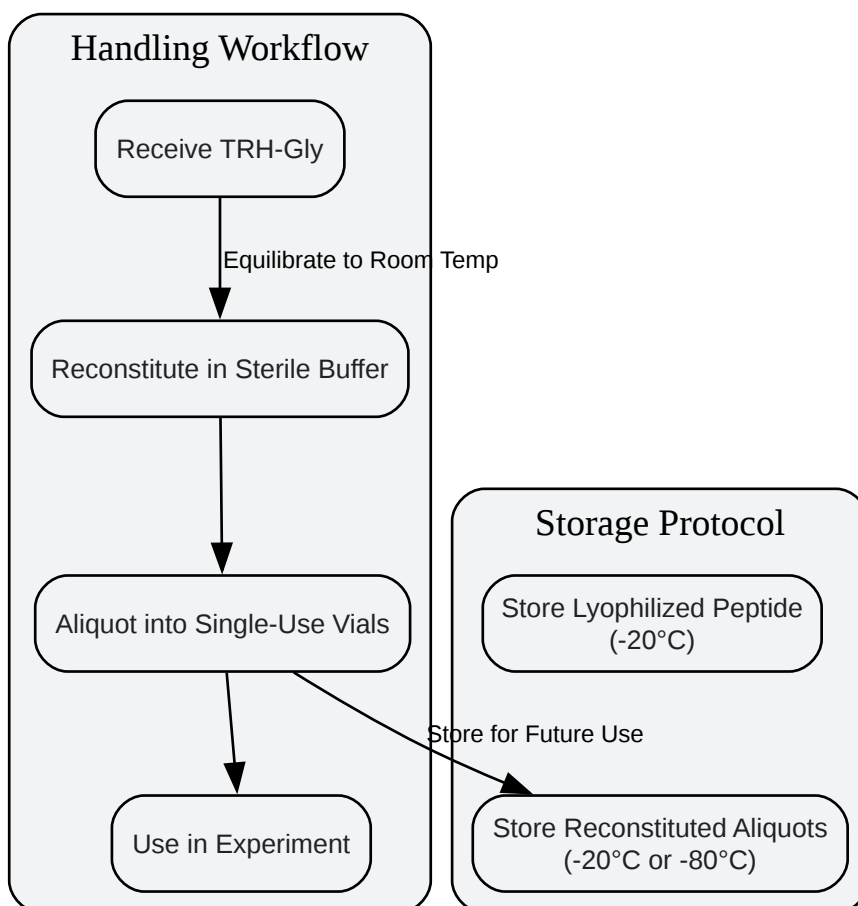 Handling Workflow
Receive TRH-Gly
Equilibrate to Room Temp
Reconstitute in Sterile Buffer
Aliquot into Single-Use Vials
Use in Experiment
Storage Protocol
Store Lyophilized Peptide
(-20°C)
Store for Future Use
Store Reconstituted Aliquots
(-20°C or -80°C)